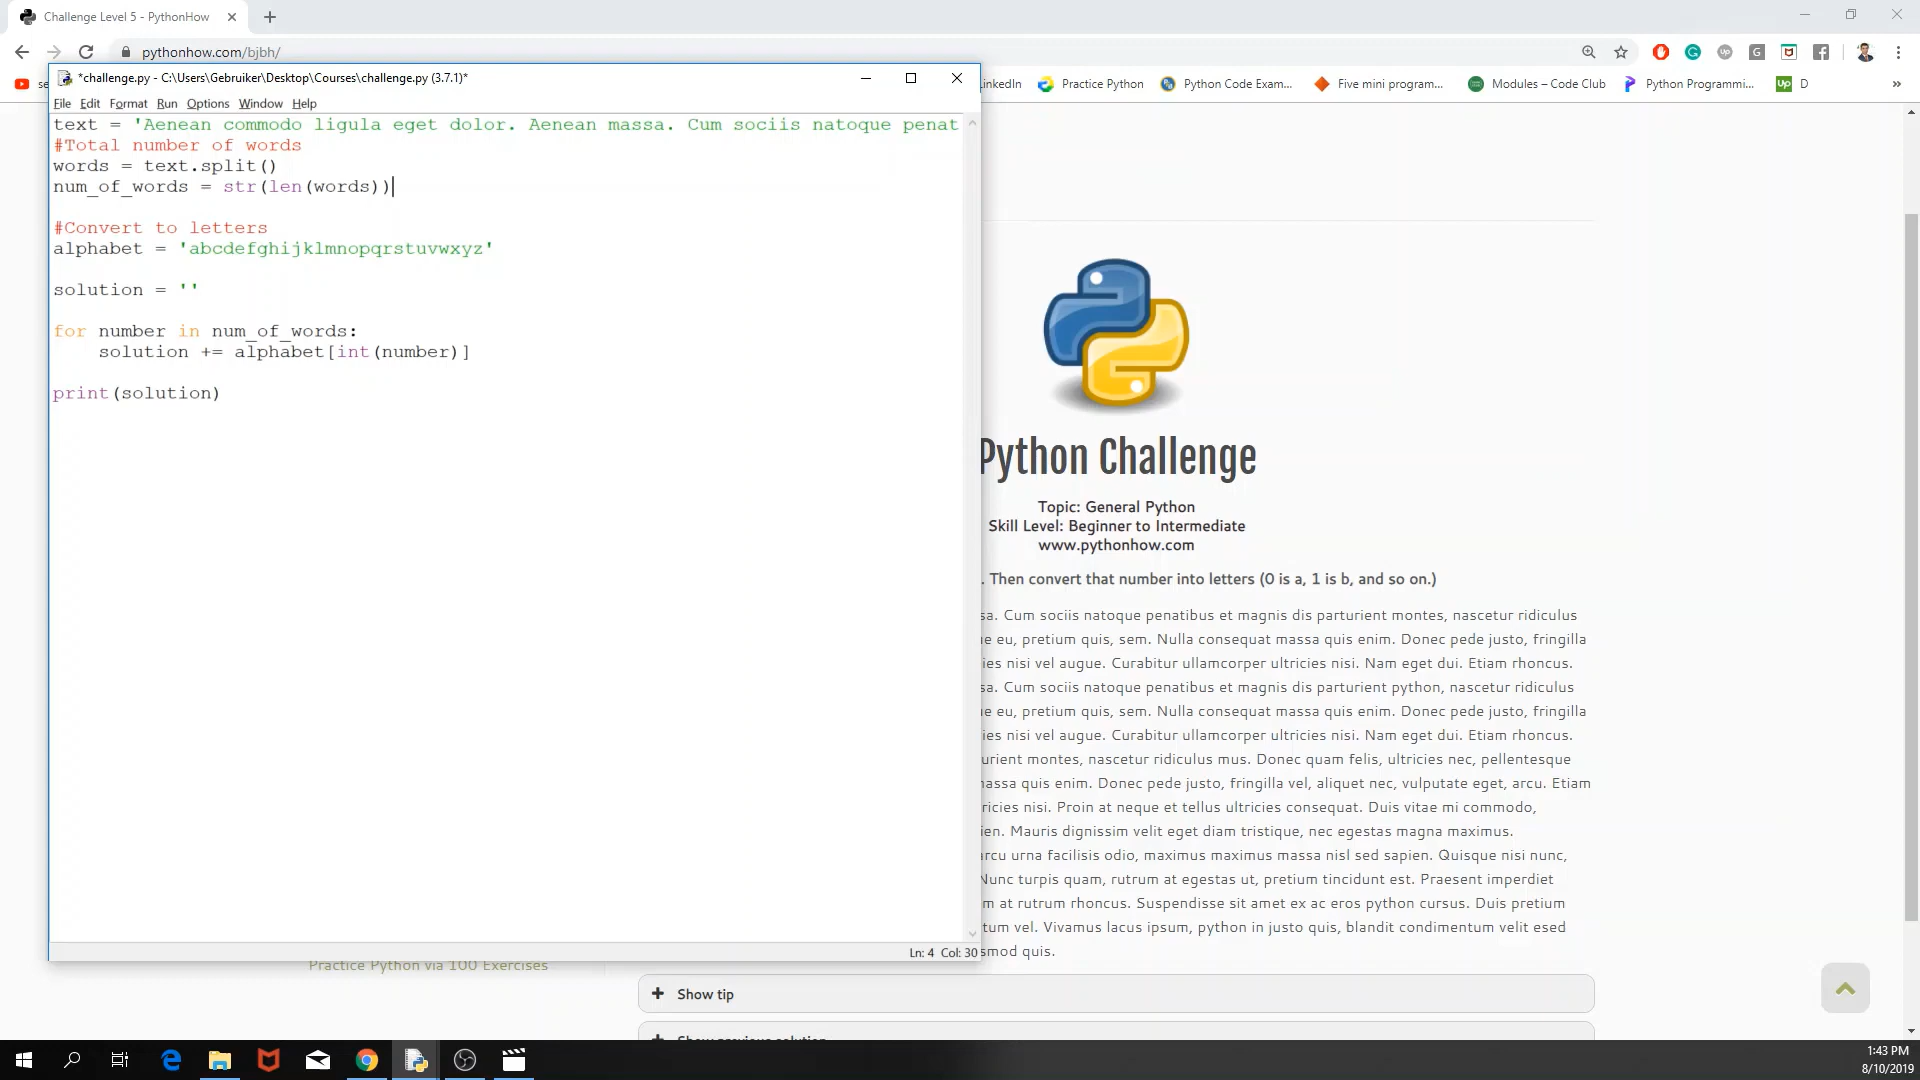 Challenge Level 5 - PythonHow
pythonhow.com/bjbh/
LinkedIn
Practice Python
Python Code Exam...
Five mini program...
Modules – Code Club
Python Programmi...
Up
D
»
*challenge.py - C:\Users\Gebruiker\Desktop\Courses\challenge.py (3.7.1)*
File Edit Format Run Options Window Help
text = 'Aenean commodo ligula eget dolor. Aenean massa. Cum sociis natoque penat
#Total number of words
words = text.split()
num_of_words = str(len(words))
#Convert to letters
alphabet = 'abcdefghijklmnopqrstuvwxyz'
solution = ''
for number in num_of_words:
    solution += alphabet[int(number)]
print(solution)
Ln: 4 Col: 30
Python Challenge
Topic: General Python
Skill Level: Beginner to Intermediate
www.pythonhow.com
. Then convert that number into letters (0 is a, 1 is b, and so on.)
sa. Cum sociis natoque penatibus et magnis dis parturient montes, nascetur ridiculus
ue eu, pretium quis, sem. Nulla consequat massa quis enim. Donec pede justo, fringilla
ies nisi vel augue. Curabitur ullamcorper ultricies nisi. Nam eget dui. Etiam rhoncus.
sa. Cum sociis natoque penatibus et magnis dis parturient python, nascetur ridiculus
ue eu, pretium quis, sem. Nulla consequat massa quis enim. Donec pede justo, fringilla
ies nisi vel augue. Curabitur ullamcorper ultricies nisi. Nam eget dui. Etiam rhoncus.
urient montes, nascetur ridiculus mus. Donec quam felis, ultricies nec, pellentesque
massa quis enim. Donec pede justo, fringilla vel, aliquet nec, vulputate eget, arcu. Etiam
ricies nisi. Proin at neque et tellus ultricies consequat. Duis vitae mi commodo,
ien. Mauris dignissim velit eget diam tristique, nec egestas magna maximus.
arcu urna facilisis odio, maximus maximus massa nisl sed sapien. Quisque nisi nunc,
Nunc turpis quam, rutrum at egestas ut, pretium tincidunt est. Praesent imperdiet
m at rutrum rhoncus. Suspendisse sit amet ex ac eros python cursus. Duis pretium
tum vel. Vivamus lacus ipsum, python in justo quis, blandit condimentum velit esed
smod quis.
Practice Python via 100 Exercises
Show tip
Show previous solution
1:43 PM
8/10/2019